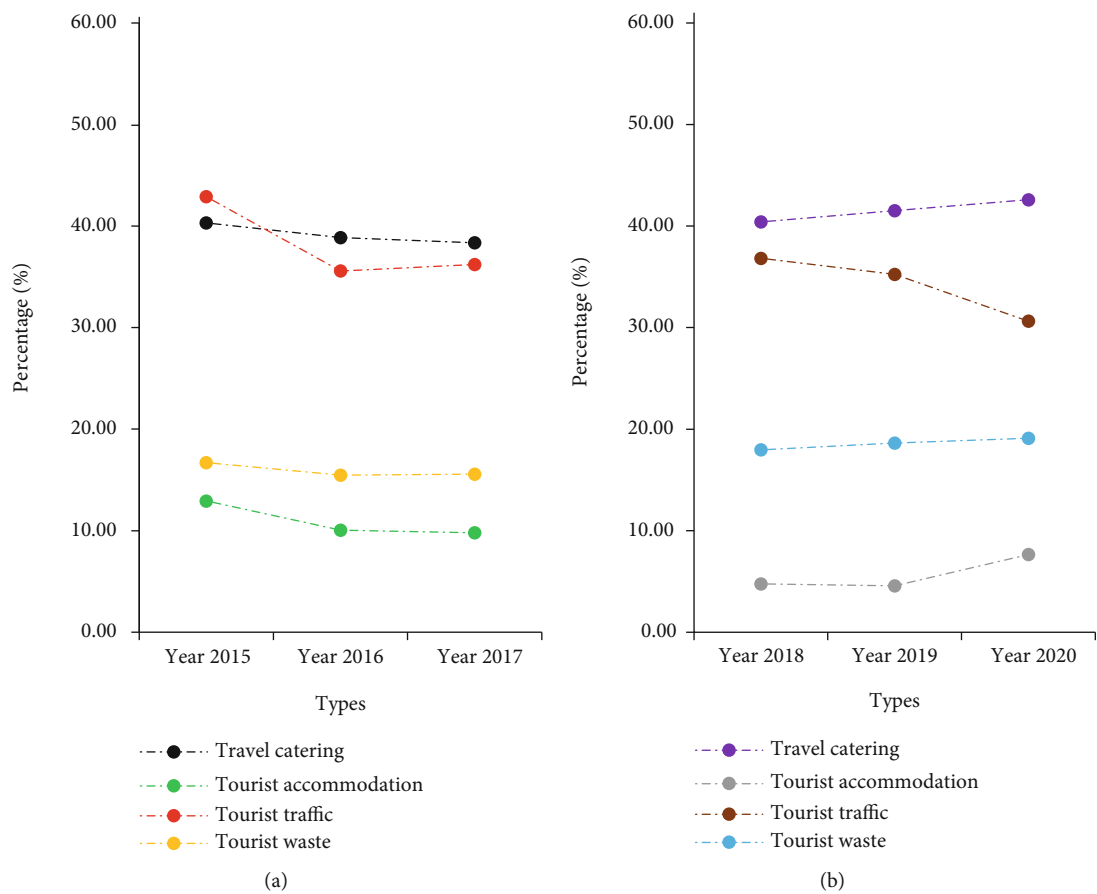 60.00
50.00
40.00
30.00
20.00
10.00
0.00
Percentage (%)
Year 2015 Year 2016 Year 2017
Types
Travel catering
Tourist accommodation
Tourist traffic
Tourist waste
(a)
60.00
50.00
40.00
30.00
20.00
10.00
0.00
Percentage (%)
Year 2018 Year 2019 Year 2020
Types
Travel catering
Tourist accommodation
Tourist traffic
Tourist waste
(b)